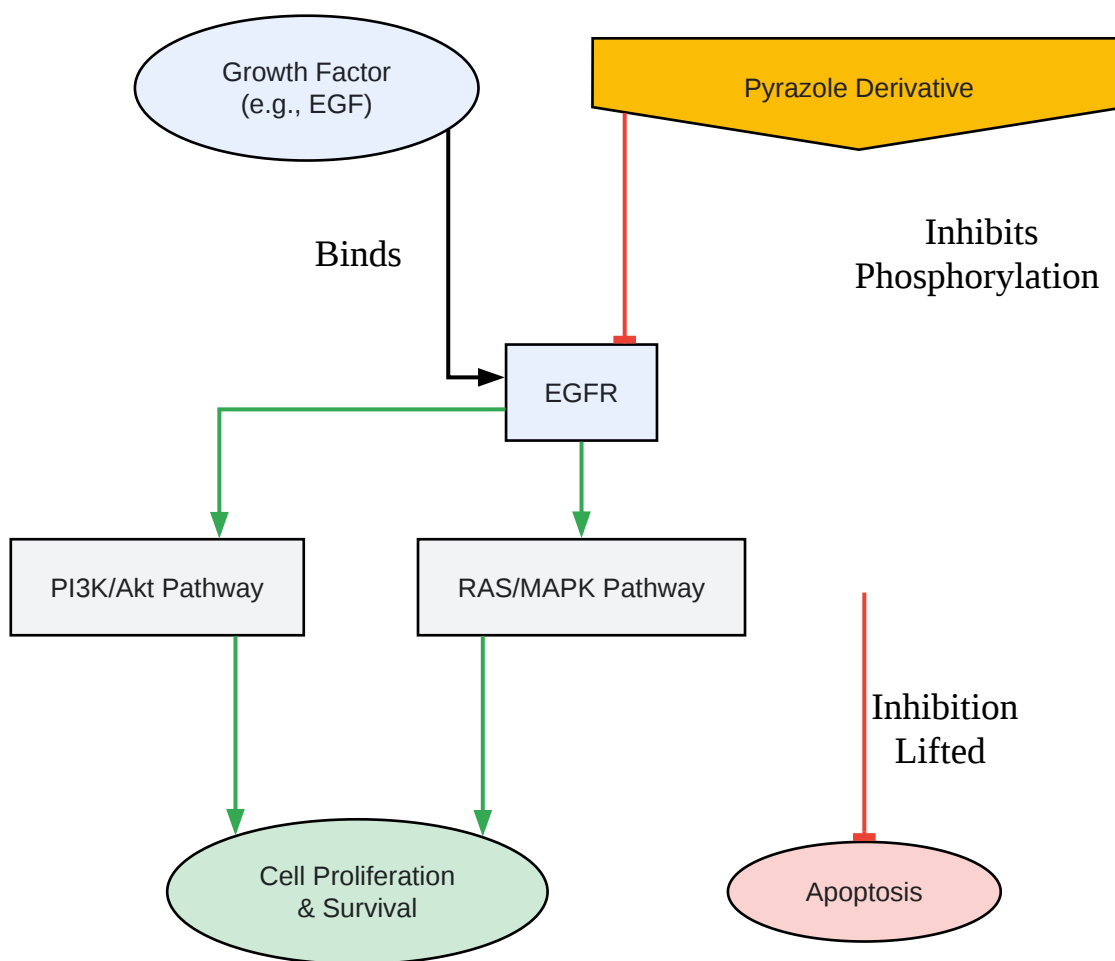 Growth Factor
(e.g., EGF)
Pyrazole Derivative
Binds
Inhibits
Phosphorylation
EGFR
PI3K/Akt Pathway
RAS/MAPK Pathway
Inhibition
Lifted
Cell Proliferation
& Survival
Apoptosis